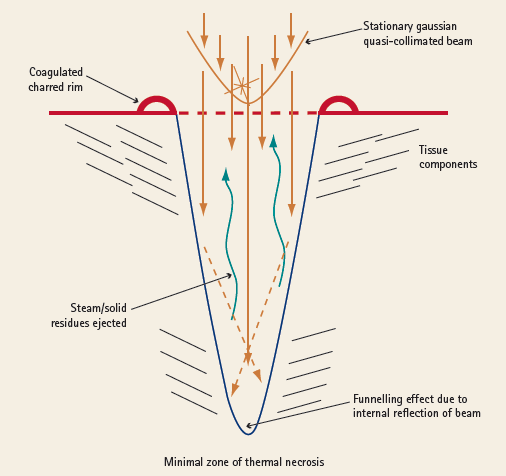 Stationary gaussian
quasi-collimated beam
Coagulated
charred rim
Tissue
components
Steam/solid
residues ejected
Funnelling effect due to
internal reflection of beam
Minimal zone of thermal necrosis